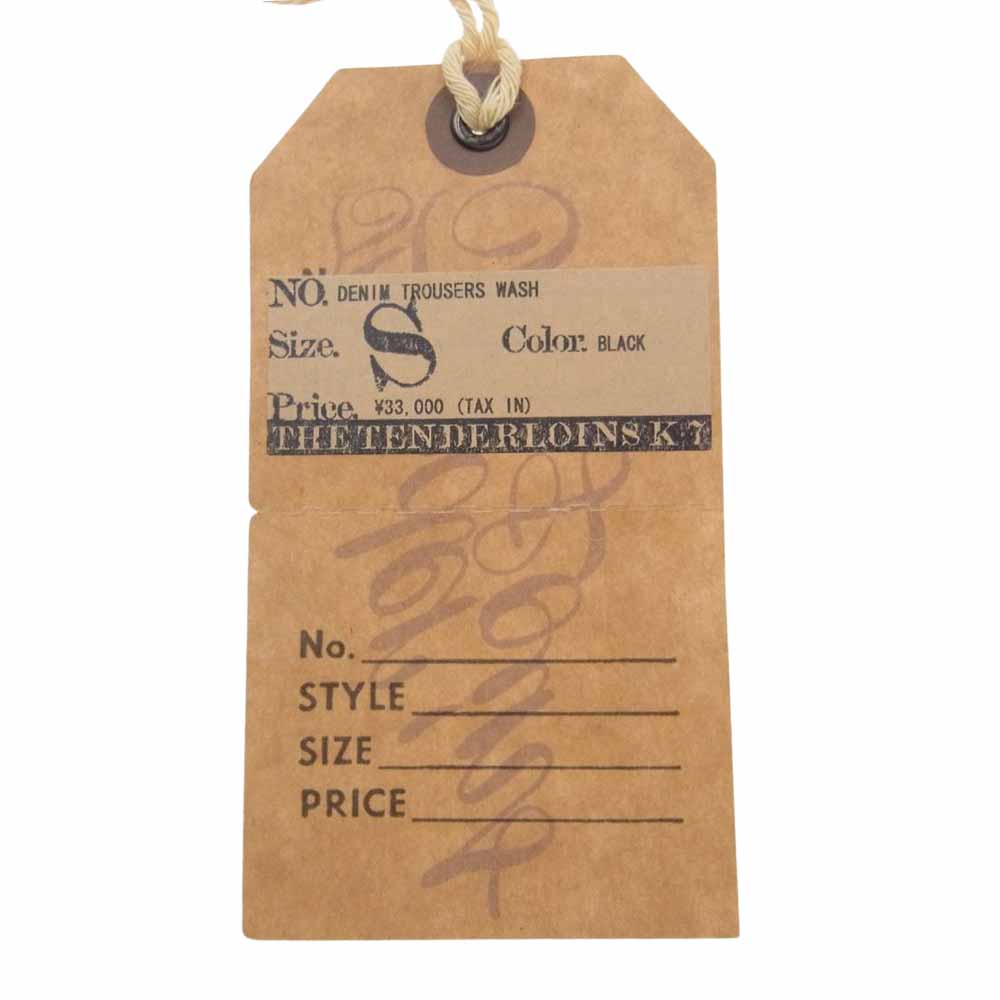 NO. DENIM TROUSERS WASH
Size. S Color. BLACK
Price. ¥33,000 (TAX IN)
THE TENDERLOINS K 7
No.
STYLE
SIZE
PRICE